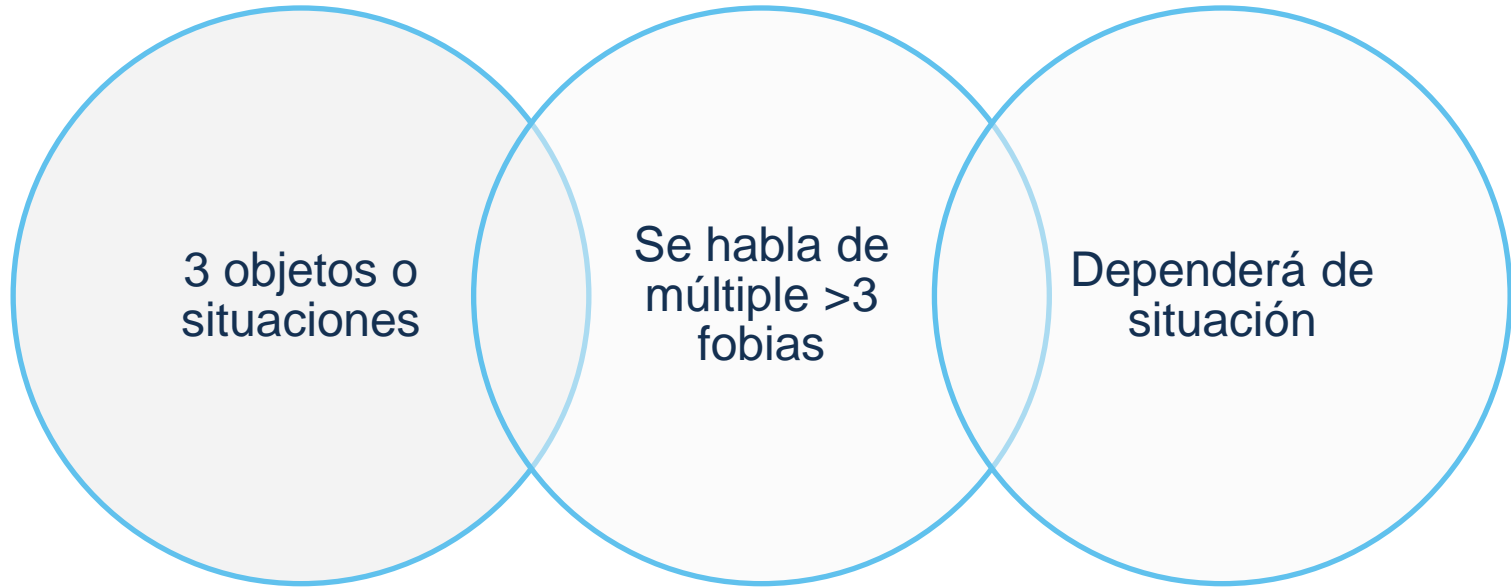 3 objetos o
situaciones
Se habla de
múltiple >3
fobias
Dependerá de
situación